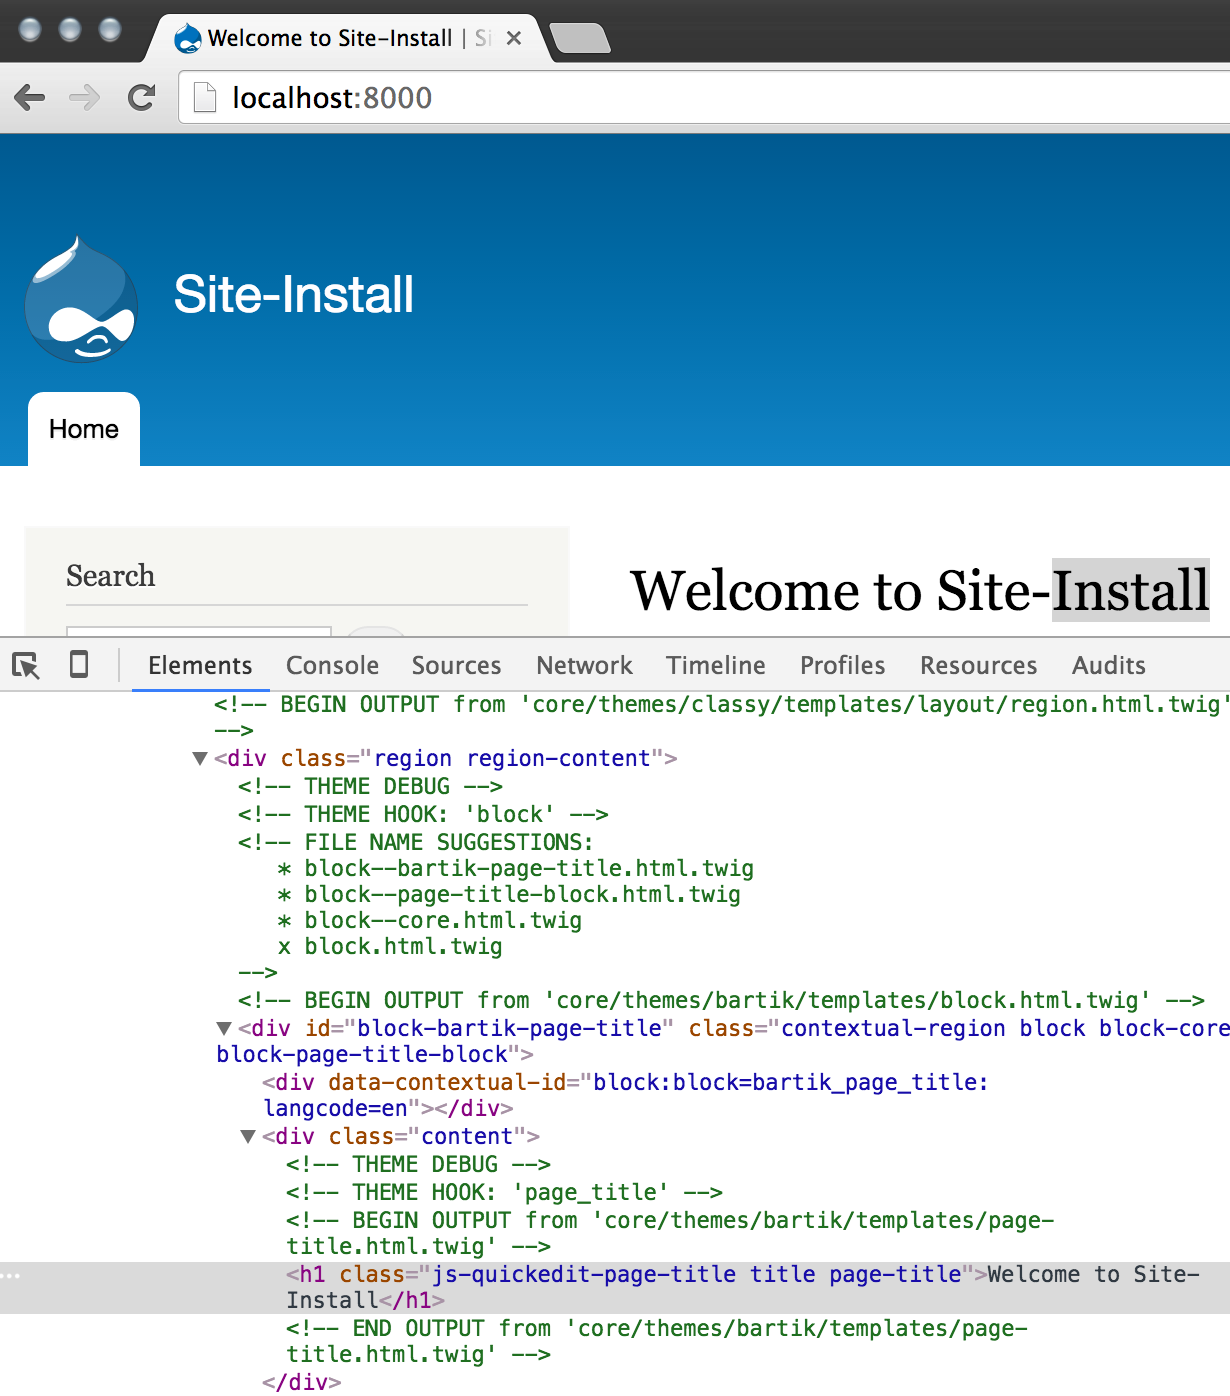 Welcome to Site-Install | Si
localhost:8000
Site-Install
Home
Search
Welcome to Site-Install
Elements Console Sources Network Timeline Profiles Resources Audits
<!-- BEGIN OUTPUT from 'core/themes/classy/templates/layout/region.html.twig'
-->
▼<div class="region region-content">
<!-- THEME DEBUG -->
<!-- THEME HOOK: 'block' -->
<!-- FILE NAME SUGGESTIONS:
* block--bartik-page-title.html.twig
* block--page-title-block.html.twig
* block--core.html.twig
x block.html.twig
-->
<!-- BEGIN OUTPUT from 'core/themes/bartik/templates/block.html.twig' -->
▼<div id="block-bartik-page-title" class="contextual-region block block-core
block-page-title-block">
<div data-contextual-id="block:block=bartik_page_title:
langcode=en"></div>
▼<div class="content">
<!-- THEME DEBUG -->
<!-- THEME HOOK: 'page_title' -->
<!-- BEGIN OUTPUT from 'core/themes/bartik/templates/page-
title.html.twig' -->
<h1 class="js-quickedit-page-title title page-title">Welcome to Site-
Install</h1>
<!-- END OUTPUT from 'core/themes/bartik/templates/page-
title.html.twig' -->
</div>